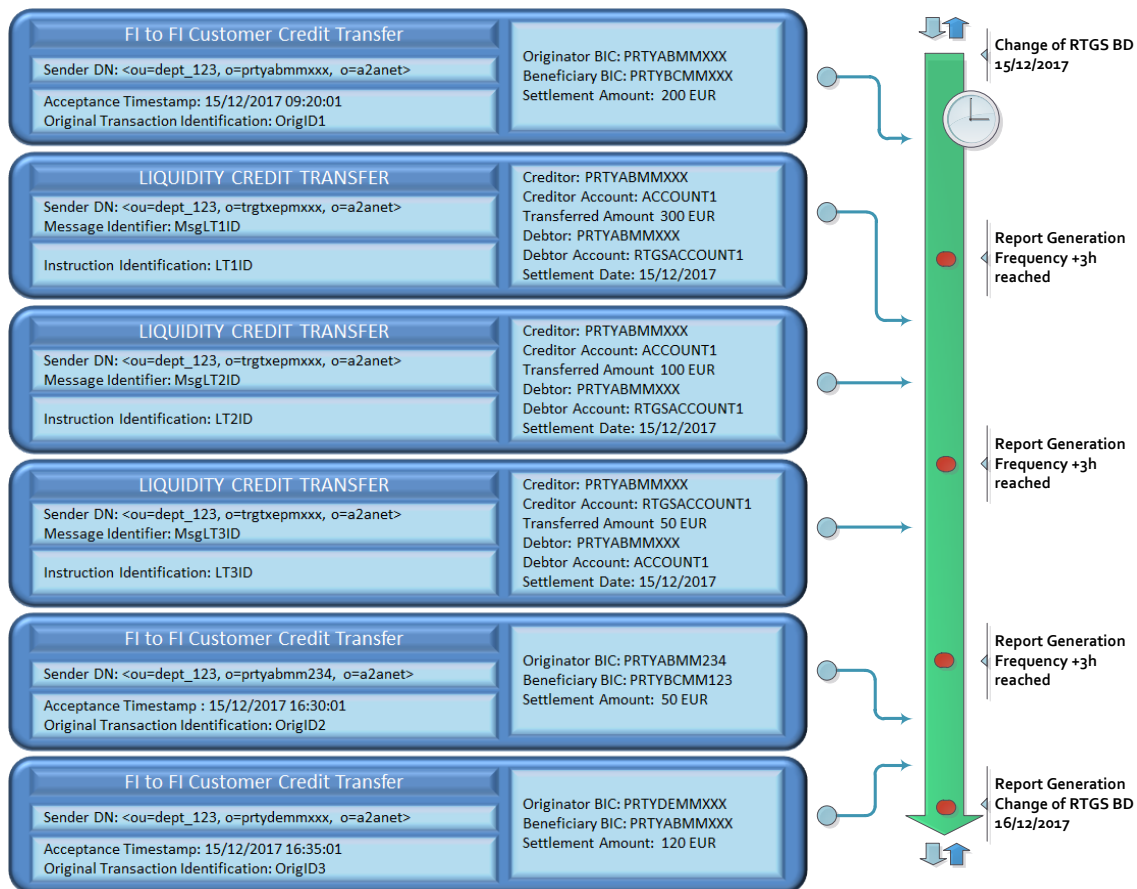 FI to FI Customer Credit Transfer
Sender DN: <ou=dept_123, o=prtyabmmxxx, o=a2anet>
Acceptance Timestamp: 15/12/2017 09:20:01
Original Transaction Identification: OrigID1
Originator BIC: PRTYABMMXXX
Beneficiary BIC: PRTYBCMMXXX
Settlement Amount: 200 EUR
LIQUIDITY CREDIT TRANSFER
Sender DN: <ou=dept_123, o=trgtxepmxxx, o=a2anet>
Message Identifier: MsgLT1ID
Instruction Identification: LT1ID
Creditor: PRTYABMMXXX
Creditor Account: ACCOUNT1
Transferred Amount 300 EUR
Debtor: PRTYABMMXXX
Debtor Account: RTGSACCOUNT1
Settlement Date: 15/12/2017
LIQUIDITY CREDIT TRANSFER
Sender DN: <ou=dept_123, o=trgtxepmxxx, o=a2anet>
Message Identifier: MsgLT2ID
Instruction Identification: LT2ID
Creditor: PRTYABMMXXX
Creditor Account: ACCOUNT1
Transferred Amount 100 EUR
Debtor: PRTYABMMXXX
Debtor Account: RTGSACCOUNT1
Settlement Date: 15/12/2017
LIQUIDITY CREDIT TRANSFER
Sender DN: <ou=dept_123, o=trgtxepmxxx, o=a2anet>
Message Identifier: MsgLT3ID
Instruction Identification: LT3ID
Creditor: PRTYABMMXXX
Creditor Account: RTGSACCOUNT1
Transferred Amount 50 EUR
Debtor: PRTYABMMXXX
Debtor Account: ACCOUNT1
Settlement Date: 15/12/2017
FI to FI Customer Credit Transfer
Sender DN: <ou=dept_123, o=prtyabmm234, o=a2anet>
Acceptance Timestamp : 15/12/2017 16:30:01
Original Transaction Identification: OrigID2
Originator BIC: PRTYABMM234
Beneficiary BIC: PRTYBCMM123
Settlement Amount: 50 EUR
FI to FI Customer Credit Transfer
Sender DN: <ou=dept_123, o=prtydemmxxx, o=a2anet>
Acceptance Timestamp: 15/12/2017 16:35:01
Original Transaction Identification: OrigID3
Originator BIC: PRTYDEMMXXX
Beneficiary BIC: PRTYABMMXXX
Settlement Amount: 120 EUR
Change of RTGS BD
15/12/2017
Report Generation
Frequency +3h
reached
Report Generation
Frequency +3h
reached
Report Generation
Frequency +3h
reached
Report Generation
Change of RTGS BD
16/12/2017